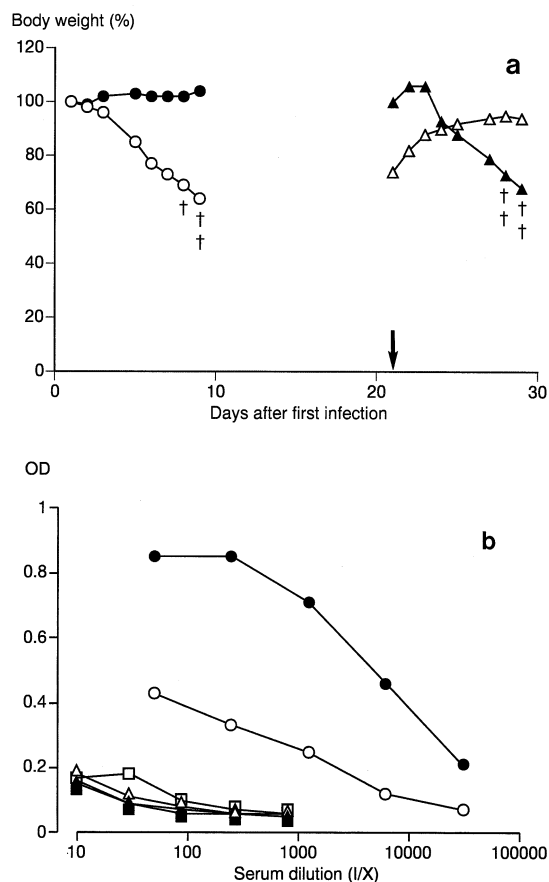 Body weight (%)
a
120
100
80
60
40
20
0
†
†
†
†
†
†
†
0 10 20 30
Days after first infection
OD
b
1
0.8
0.6
0.4
0.2
0
10 100 1000 10000 100000
Serum dilution (I/X)